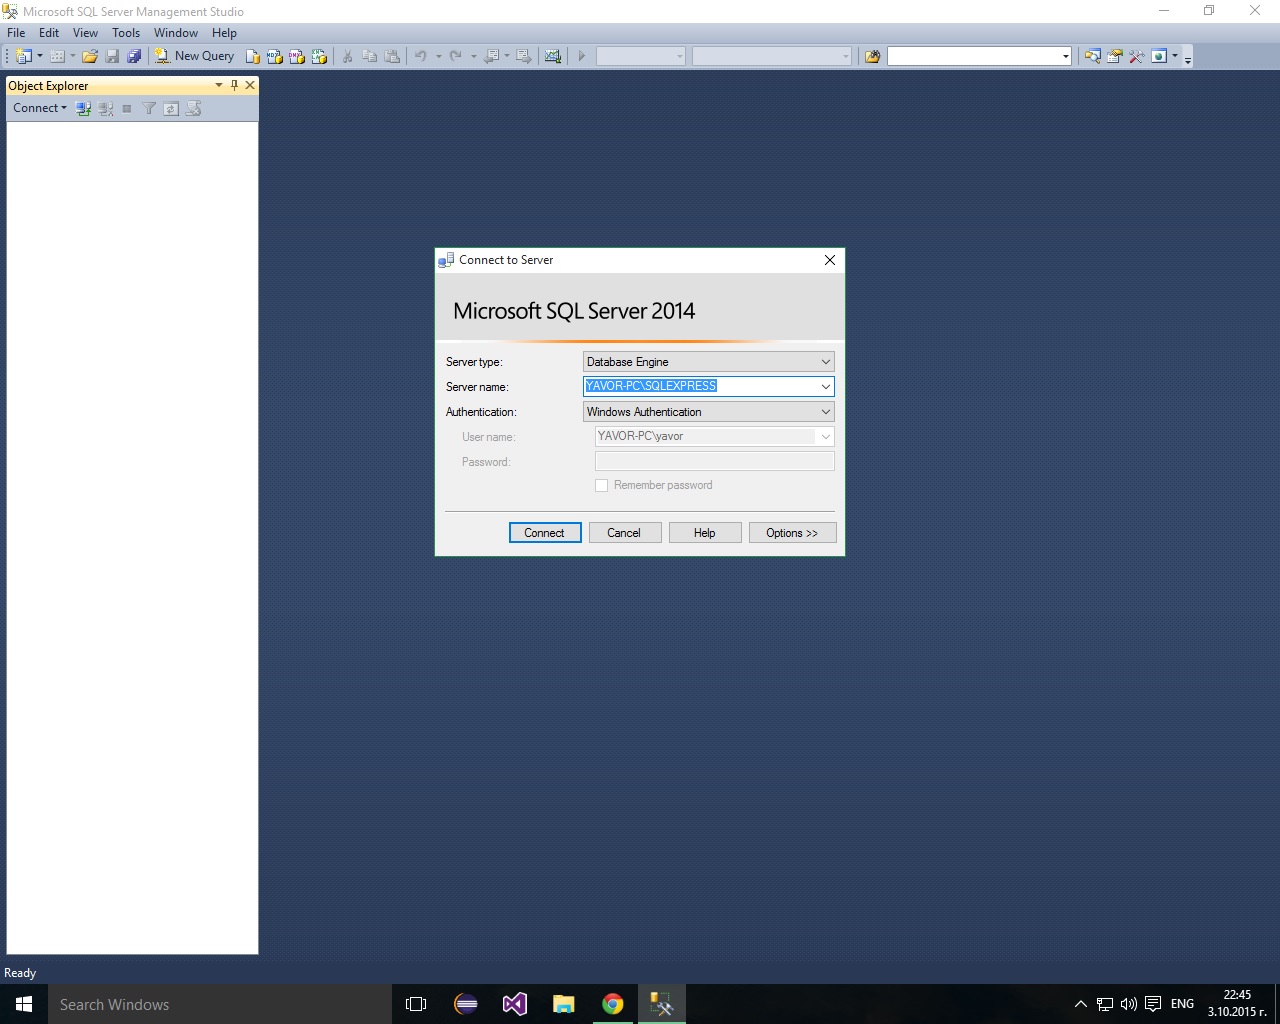 Microsoft SQL Server Management Studio
File Edit View Tools Window Help
New Query
Object Explorer
Connect
Connect to Server
Microsoft SQL Server 2014
Server type: Database Engine
Server name: YAVOR-PC\SQLEXPRESS
Authentication: Windows Authentication
User name: YAVOR-PC\yavor
Password:
Remember password
Connect Cancel Help Options >>
Ready
Search Windows
ENG
22:45
3.10.2015 г.